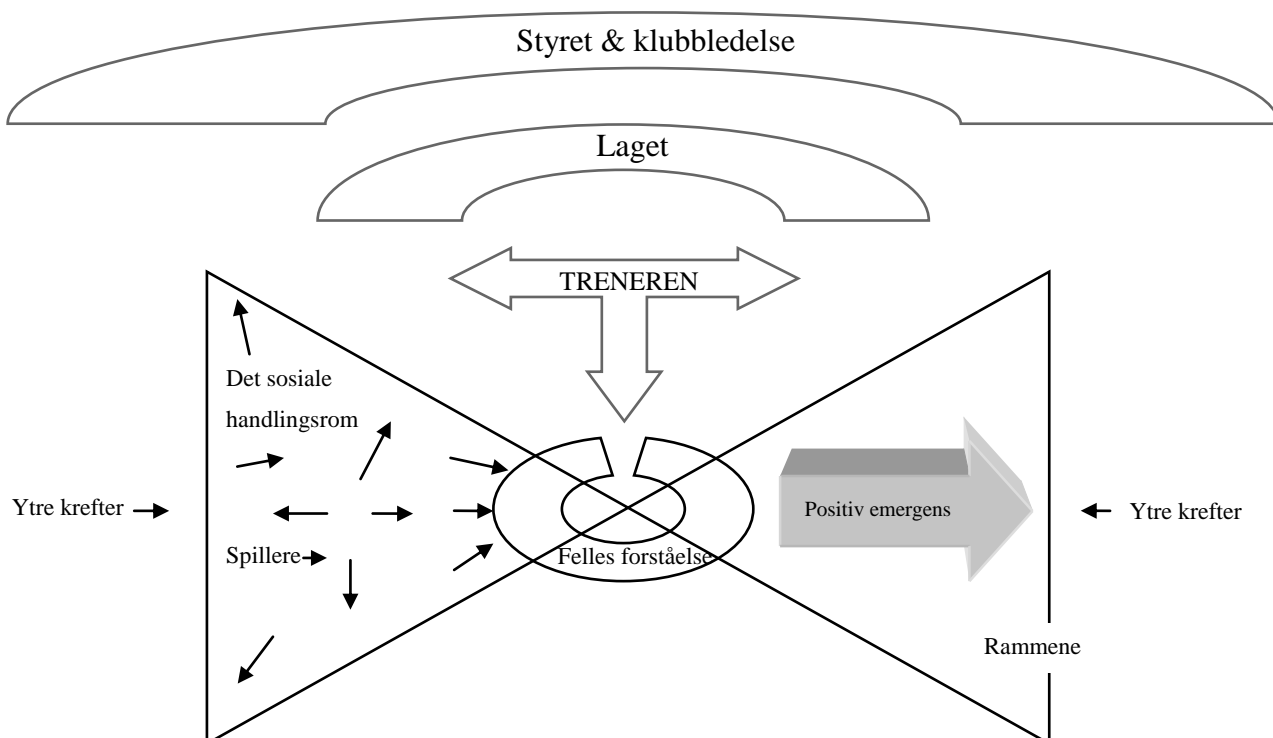 Styret & klubbledelse
Laget
TRENEREN
Det sosiale
handlingsrom
Ytre krefter
Positiv emergens
Ytre krefter
Spillere
Felles forståelse
Rammene